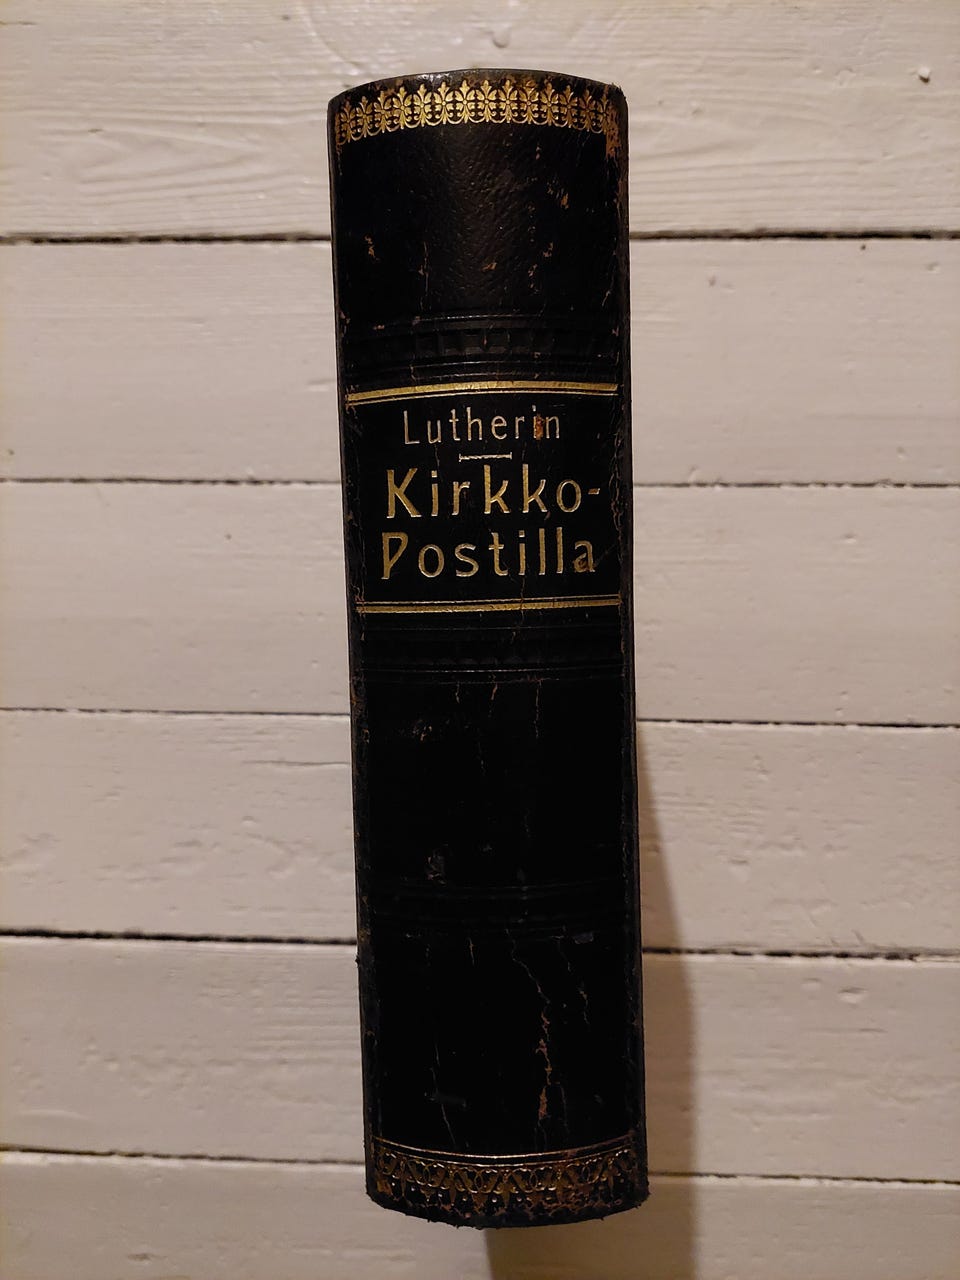 Lutherin
Kirkko-
Postilla